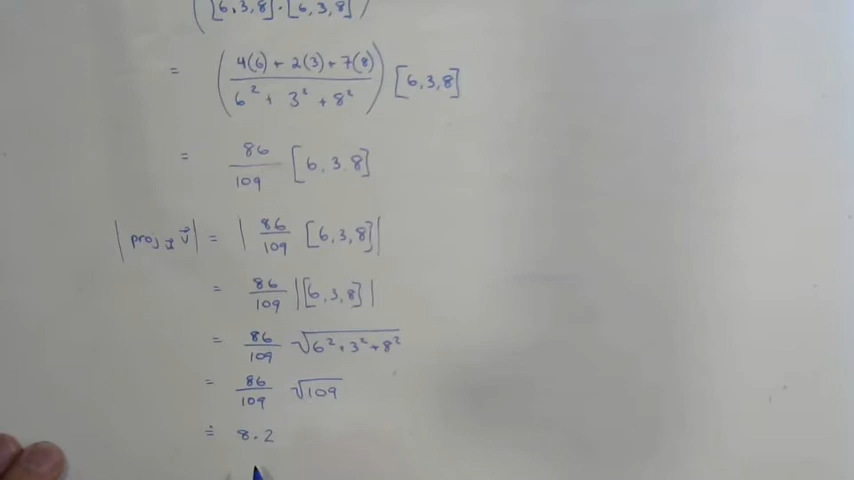 ([6,3,8]·[6,3,8])
= (4(6) + 2(3) + 7(8) / 6² + 3² + 8²) [6,3,8]
= 86/109 [6,3,8]
|proj_u v| = |86/109 [6,3,8]|
= 86/109 |[6,3,8]|
= 86/109 √6²+3²+8²
= 86/109 √109
≐ 8.2